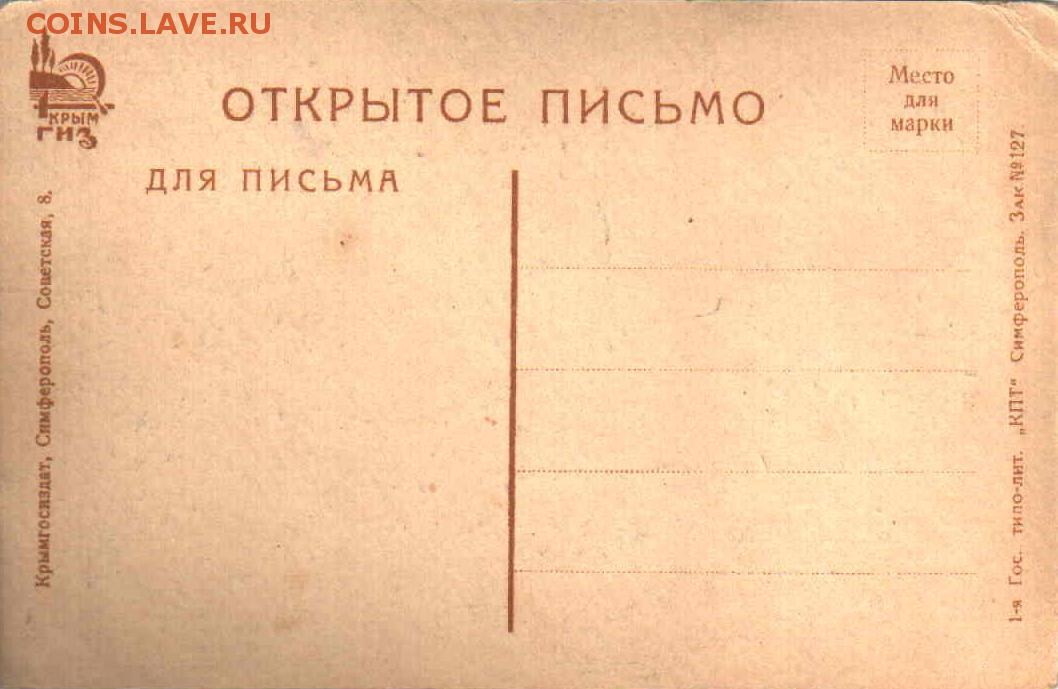 COINS.LAVE.RU
КРЫМ
ГИЗ
ОТКРЫТОЕ ПИСЬМО
Место
для
марки
ДЛЯ ПИСЬМА
Крымгосиздат, Симферополь, Советская, 8.
1-я Гос. типо-лит. „КПТ“ Симферополь. Зак №127.